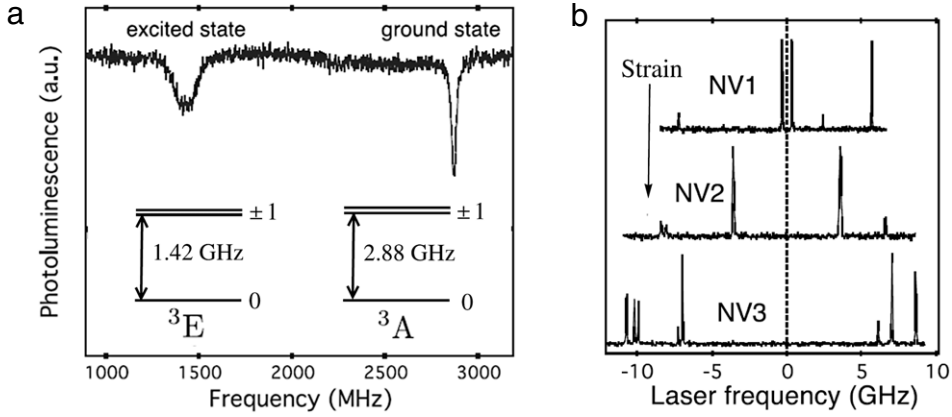 a
excited state
ground state
Photoluminescence (a.u.)
±1
1.42 GHz
0
³E
±1
2.88 GHz
0
³A
1000
1500
2000
2500
3000
Frequency (MHz)
b
Strain
NV1
NV2
NV3
-10
-5
0
5
10
Laser frequency (GHz)